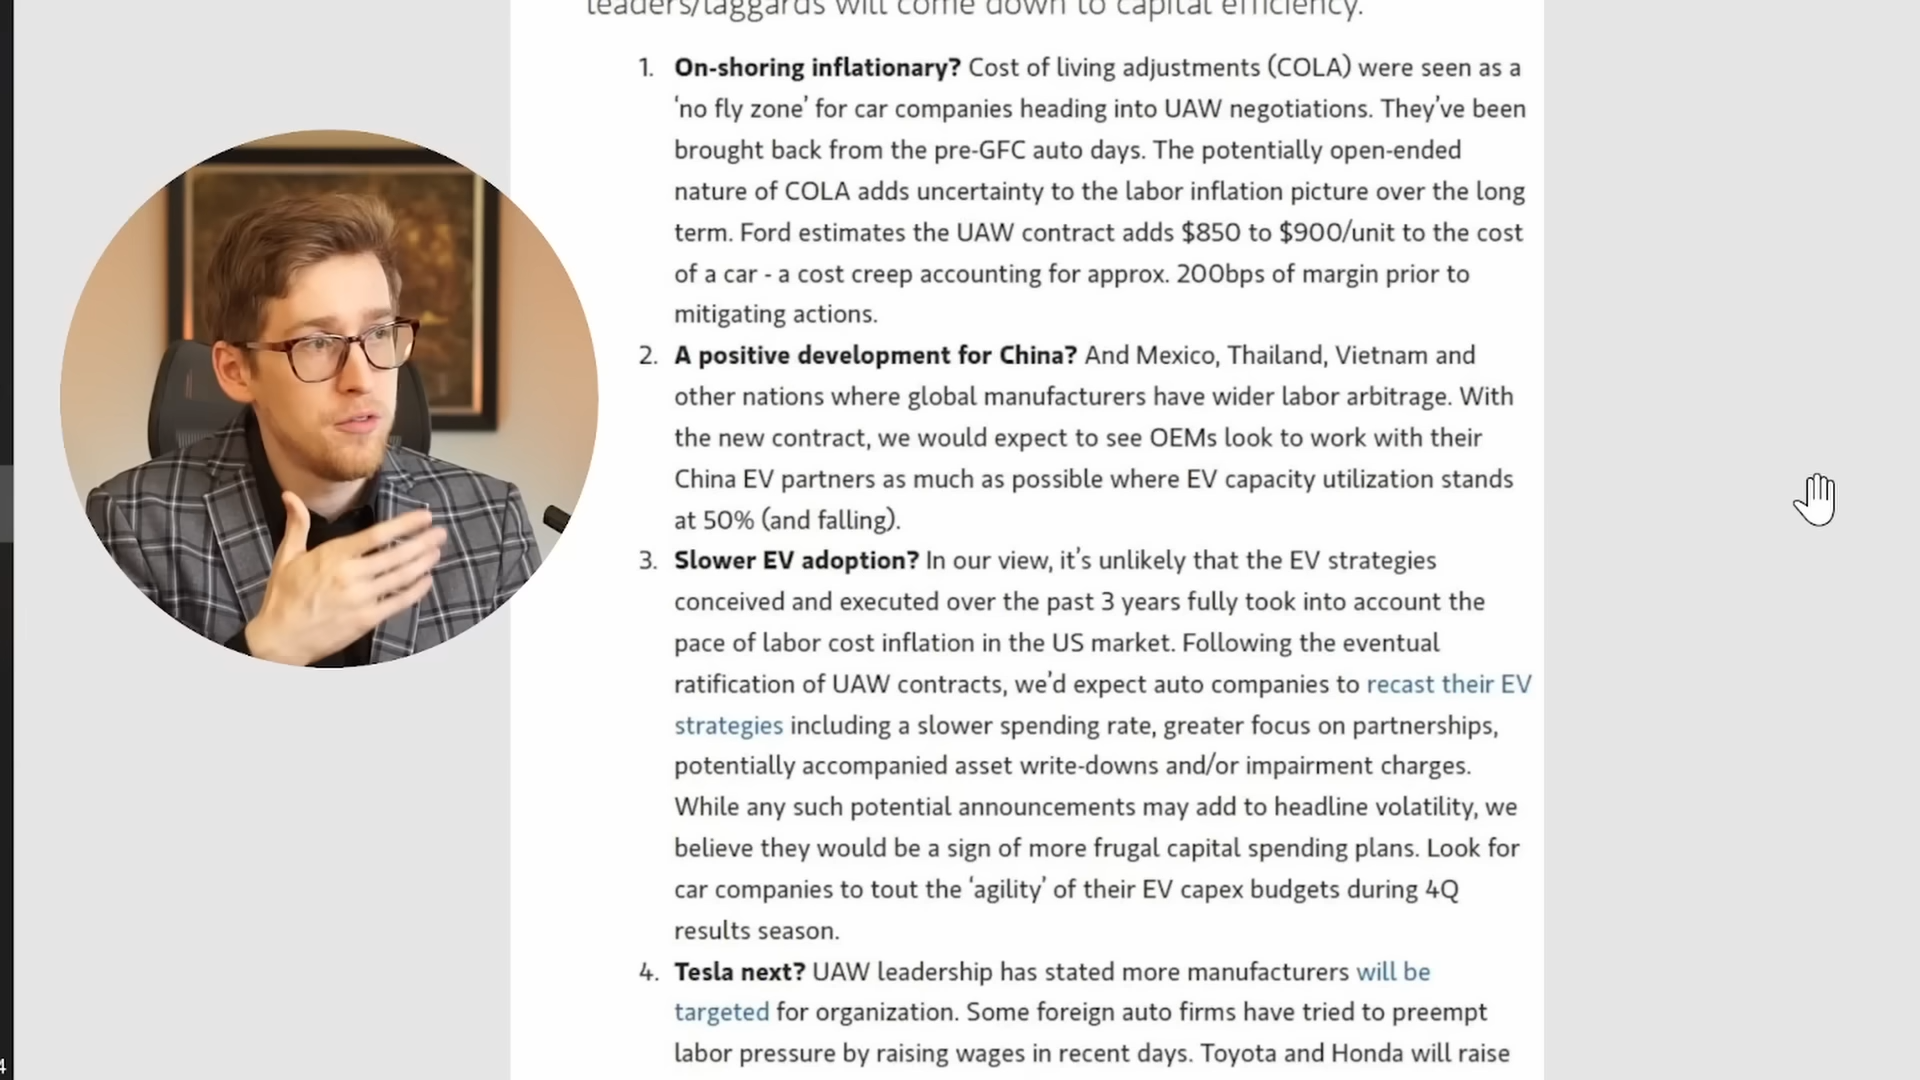 leaders/laggards will come down to capital efficiency.
1. On-shoring inflationary? Cost of living adjustments (COLA) were seen as a
‘no fly zone’ for car companies heading into UAW negotiations. They’ve been
brought back from the pre-GFC auto days. The potentially open-ended
nature of COLA adds uncertainty to the labor inflation picture over the long
term. Ford estimates the UAW contract adds $850 to $900/unit to the cost
of a car - a cost creep accounting for approx. 200bps of margin prior to
mitigating actions.
2. A positive development for China? And Mexico, Thailand, Vietnam and
other nations where global manufacturers have wider labor arbitrage. With
the new contract, we would expect to see OEMs look to work with their
China EV partners as much as possible where EV capacity utilization stands
at 50% (and falling).
3. Slower EV adoption? In our view, it’s unlikely that the EV strategies
conceived and executed over the past 3 years fully took into account the
pace of labor cost inflation in the US market. Following the eventual
ratification of UAW contracts, we’d expect auto companies to recast their EV
strategies including a slower spending rate, greater focus on partnerships,
potentially accompanied asset write-downs and/or impairment charges.
While any such potential announcements may add to headline volatility, we
believe they would be a sign of more frugal capital spending plans. Look for
car companies to tout the ‘agility’ of their EV capex budgets during 4Q
results season.
4. Tesla next? UAW leadership has stated more manufacturers will be
targeted for organization. Some foreign auto firms have tried to preempt
labor pressure by raising wages in recent days. Toyota and Honda will raise
4